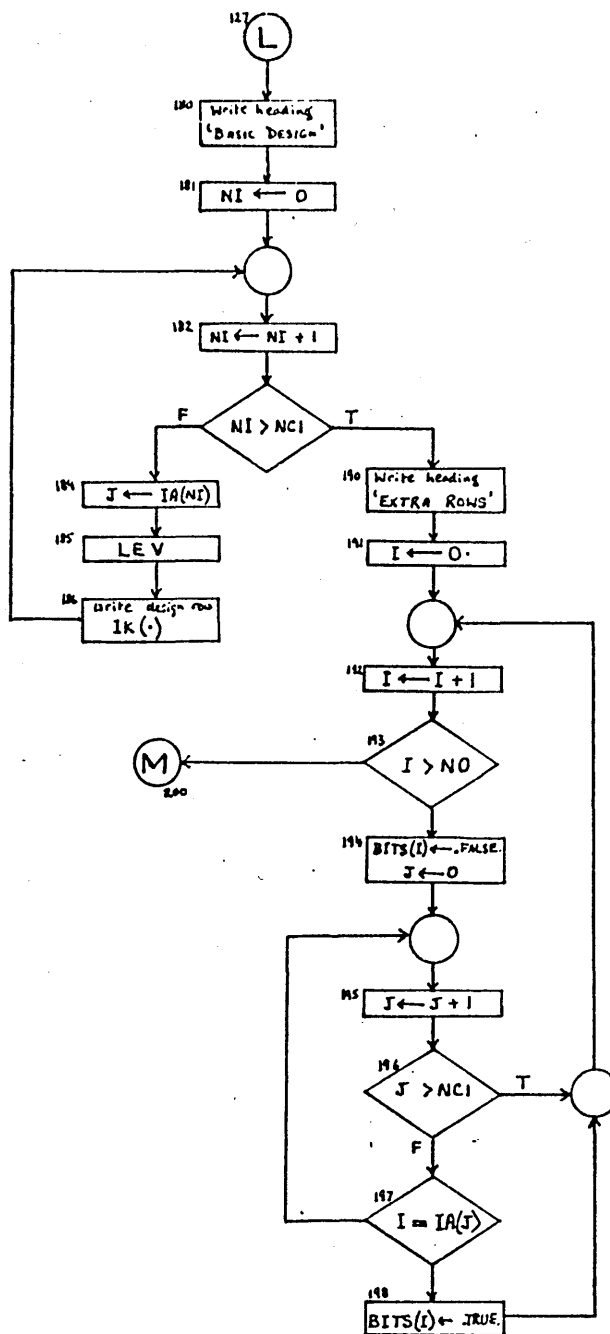 127
L
180
Write heading
'BASIC DESIGN'
181
NI ← 0
182
NI ← NI + 1
NI > NC1
F
T
184
J ← IA(NI)
185
LEV
186
Write design row
IK(·)
190
Write heading
'EXTRA ROWS'
191
I ← 0.
192
I ← I + 1
193
I > NO
M
200
194
BITS(I) ← .FALSE.
J ← 0
195
J ← J + 1
196
J > NC1
T
F
197
I = IA(J)
198
BITS(I) ← .TRUE.